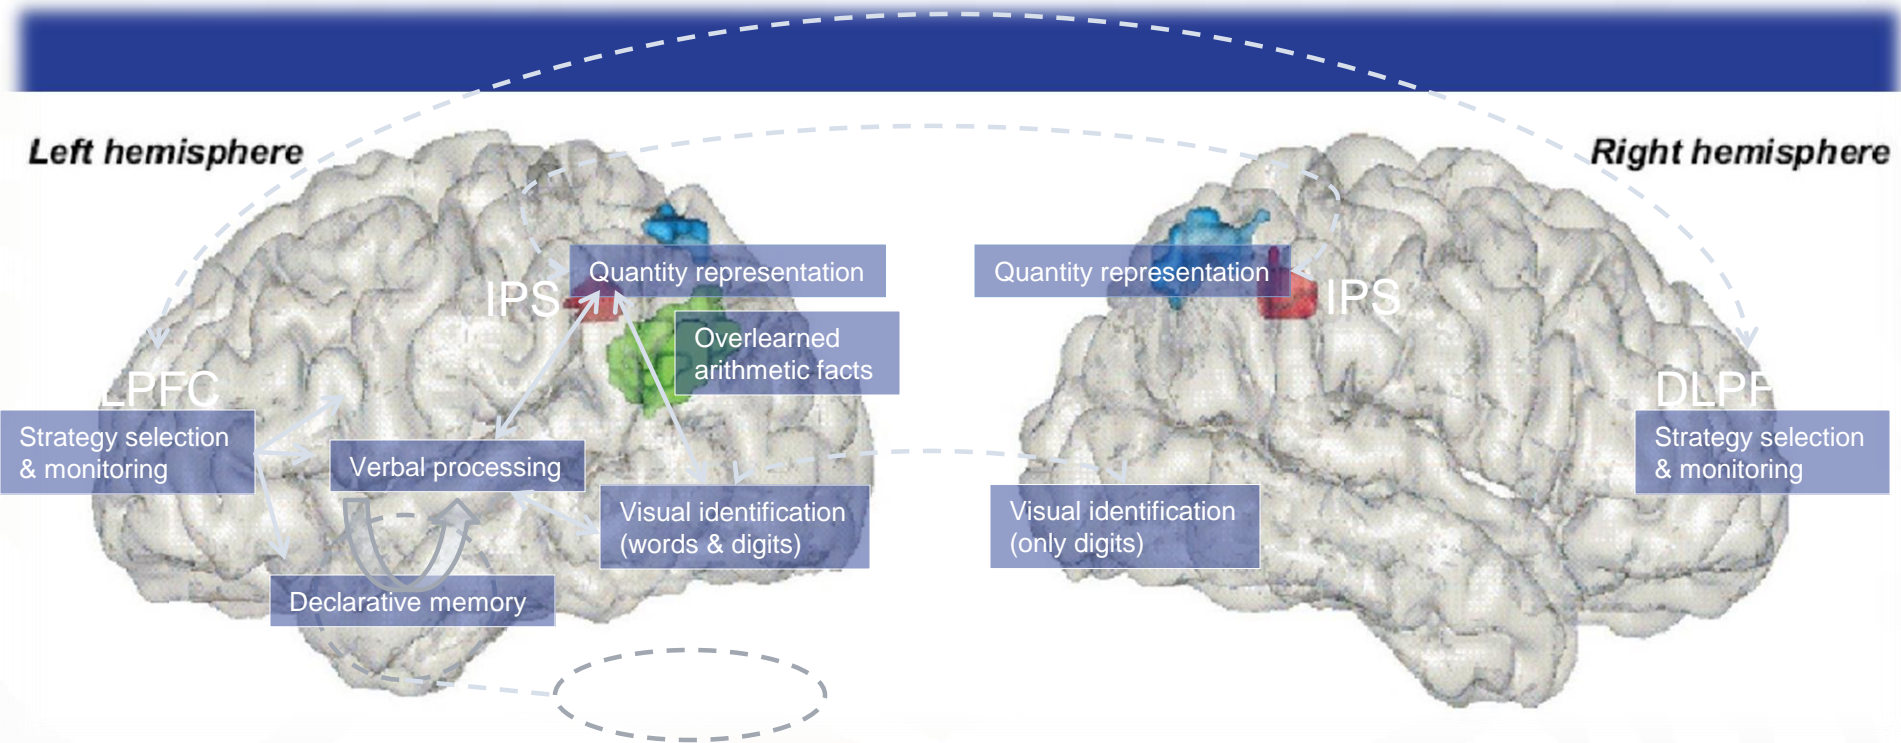 Left hemisphere
Right hemisphere
Quantity representation
IPS
Overlearned
arithmetic facts
LPFC
Strategy selection
& monitoring
Verbal processing
Visual identification
(words & digits)
Declarative memory
Quantity representation
IPS
DLPF
Strategy selection
& monitoring
Visual identification
(only digits)